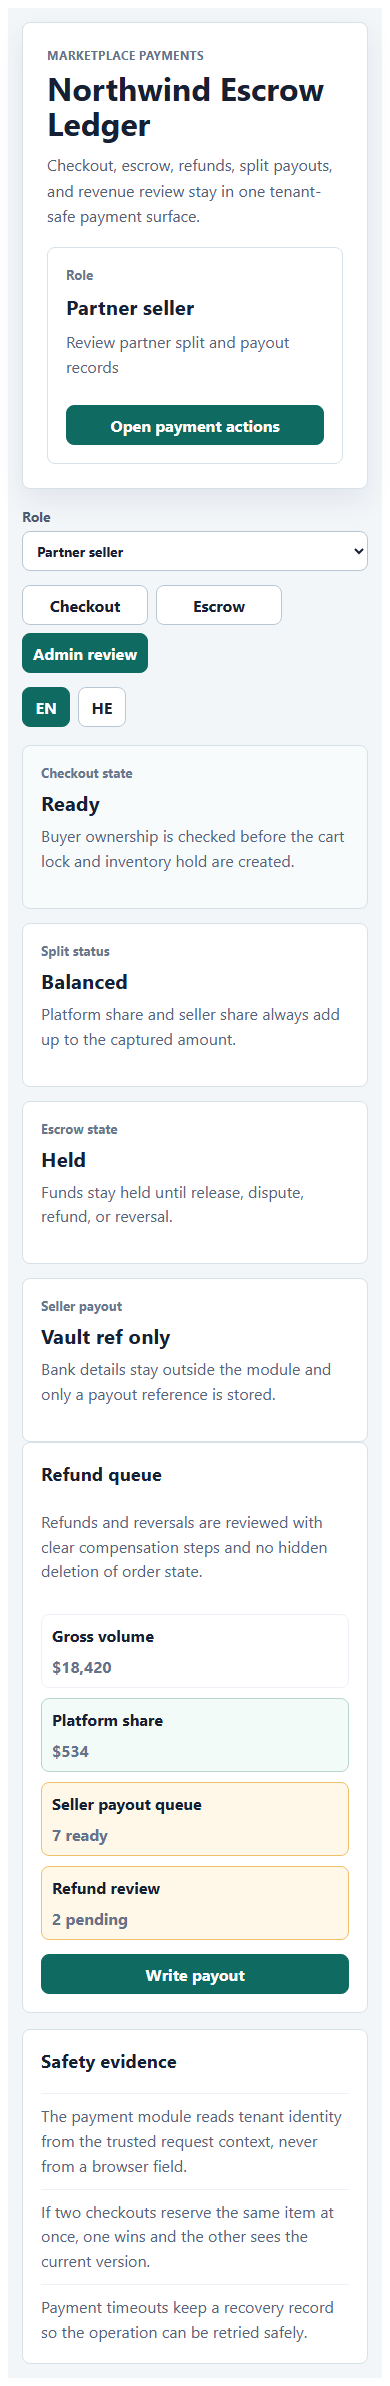 MARKETPLACE PAYMENTS
Northwind Escrow
Ledger
Checkout, escrow, refunds, split payouts,
and revenue review stay in one tenant-
safe payment surface.
Role
Partner seller
Review partner split and payout
records
Open payment actions
Role
Partner seller
Checkout
Escrow
Admin review
EN
HE
Checkout state
Ready
Buyer ownership is checked before the cart
lock and inventory hold are created.
Split status
Balanced
Platform share and seller share always add
up to the captured amount.
Escrow state
Held
Funds stay held until release, dispute,
refund, or reversal.
Seller payout
Vault ref only
Bank details stay outside the module and
only a payout reference is stored.
Refund queue
Refunds and reversals are reviewed with
clear compensation steps and no hidden
deletion of order state.
Gross volume
$18,420
Platform share
$534
Seller payout queue
7 ready
Refund review
2 pending
Write payout
Safety evidence
The payment module reads tenant identity
from the trusted request context, never
from a browser field.
If two checkouts reserve the same item at
once, one wins and the other sees the
current version.
Payment timeouts keep a recovery record
so the operation can be retried safely.